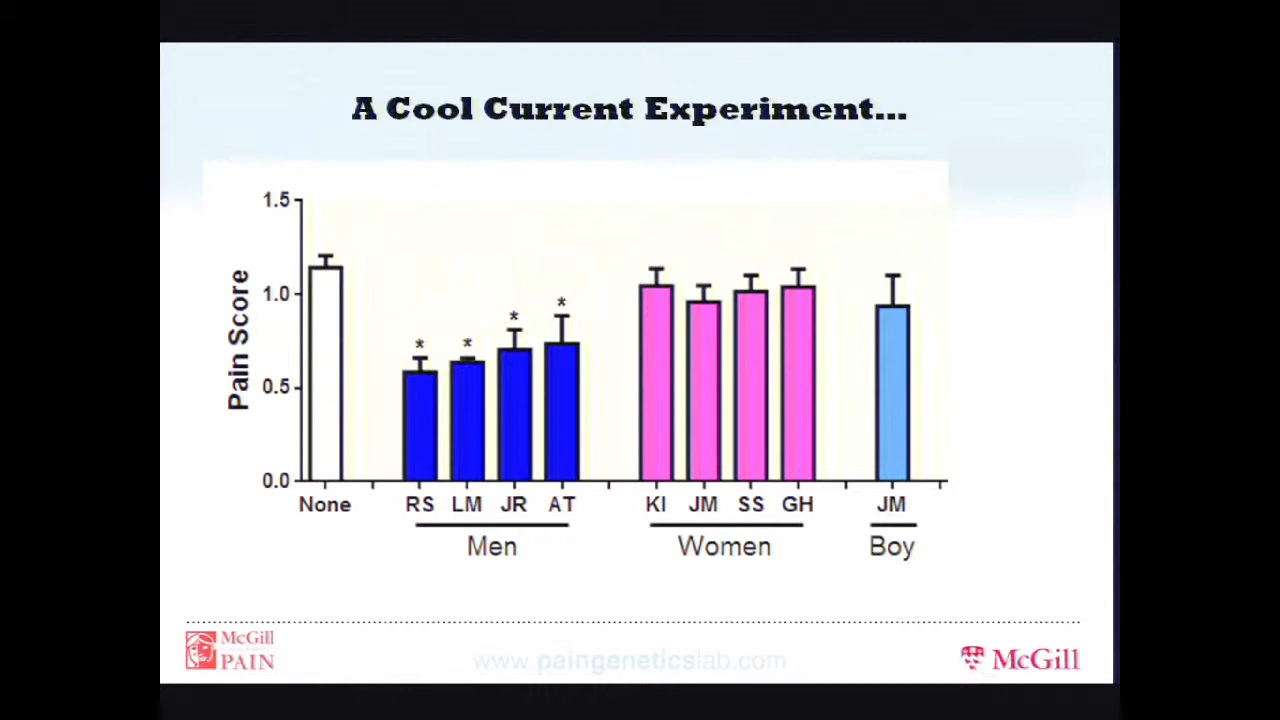 A Cool Current Experiment...
1.5
1.0
0.5
0.0
Pain Score
* * * *
None RS LM JR AT KI JM SS GH JM
Men Women Boy
McGill
PAIN
www.paingeneticslab.com
McGill